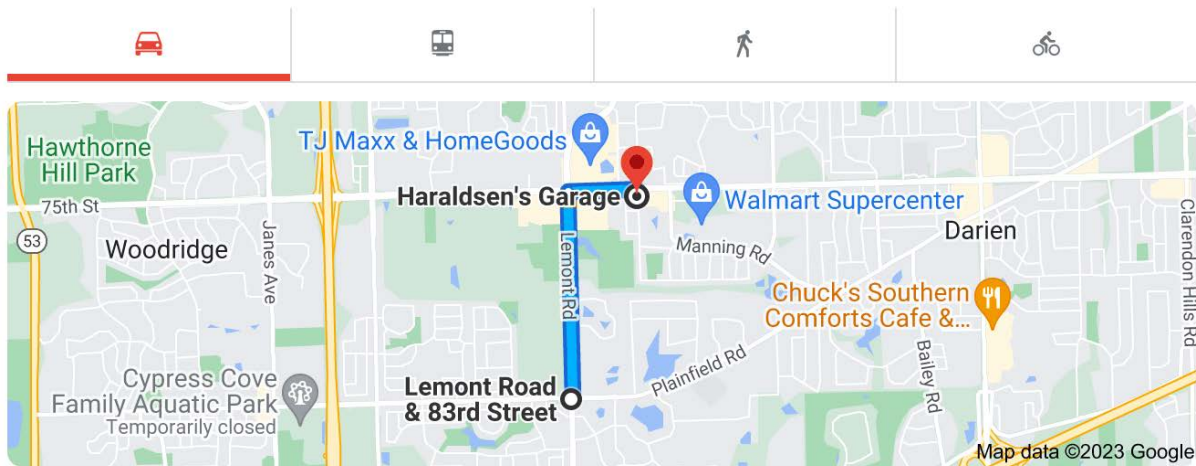 TJ Maxx & HomeGoods
Hawthorne
Hill Park
Haraldsen's Garage
Walmart Supercenter
75th St
53
Woodridge
Janes Ave
Lemont Rd
Manning Rd
Darien
Clarendon Hills Rd
Chuck's Southern
Comforts Cafe &...
Plainfield Rd
Bailey Rd
Cypress Cove
Family Aquatic Park
Temporarily closed
Lemont Road
& 83rd Street
Map data ©2023 Google